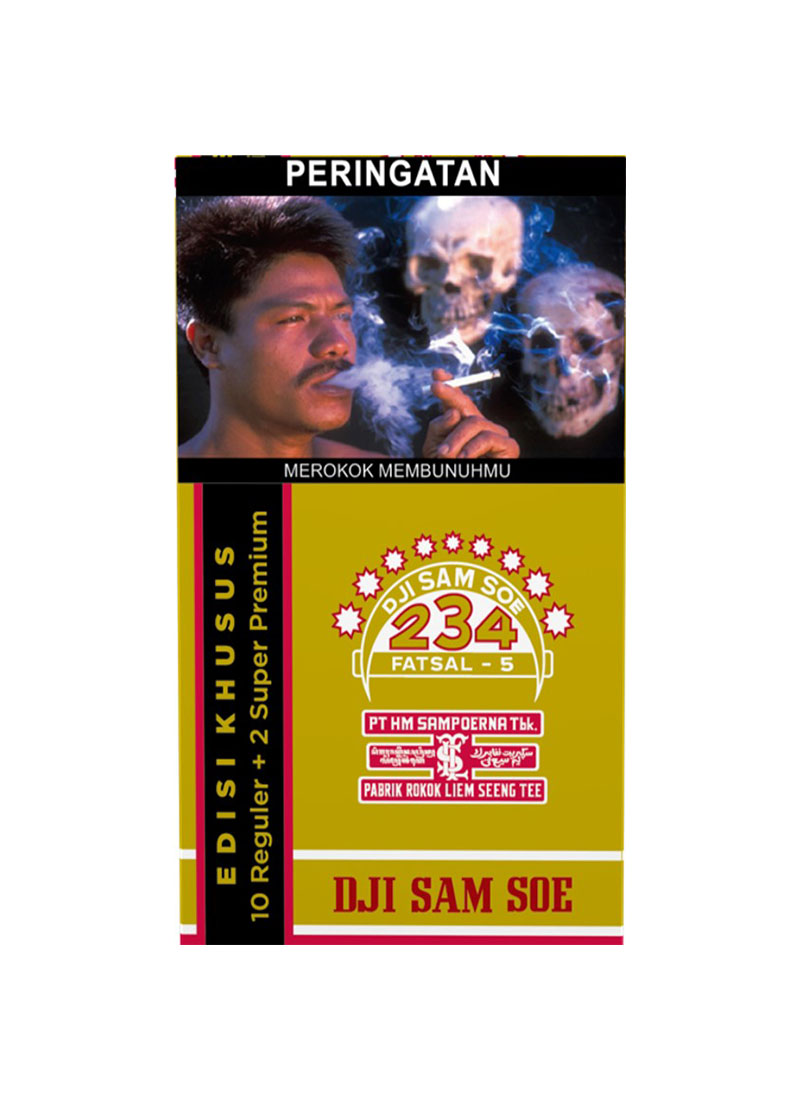 PERINGATAN
MEROKOK MEMBUNUHMU
EDISI KHUSUS
10 Reguler + 2 Super Premium
DJI SAM SOE
234
FATSAL - 5
PT HM SAMPOERNA Tbk.
PABRIK ROKOK LIEM SEENG TEE
DJI SAM SOE